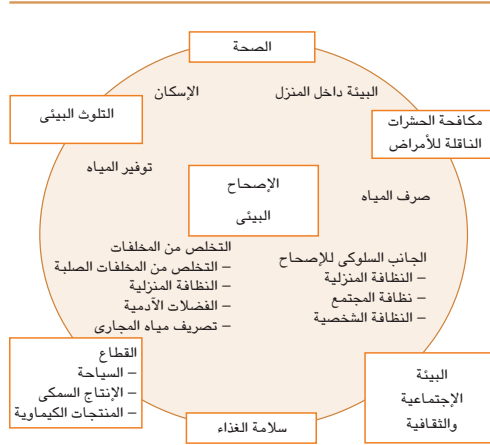 الصحة
البيئة داخل المنزل
الإسكان
مكافحة الحشرات
الناقلة للأمراض
التلوث البيئى
توفير المياه
صرف المياه
الإصحاح
البيئى
الجانب السلوكى للإصحاح
– النظافة المنزلية
– نظافة المجتمع
– النظافة الشخصية
التخلص من المخلفات
– التخلص من المخلفات الصلبة
– النظافة المنزلية
– الفضلات الآدمية
– تصريف مياه المجارى
البيئة
الإجتماعية
والثقافية
القطاع
– السياحة
– الإنتاج السمكى
– المنتجات الكيماوية
سلامة الغذاء